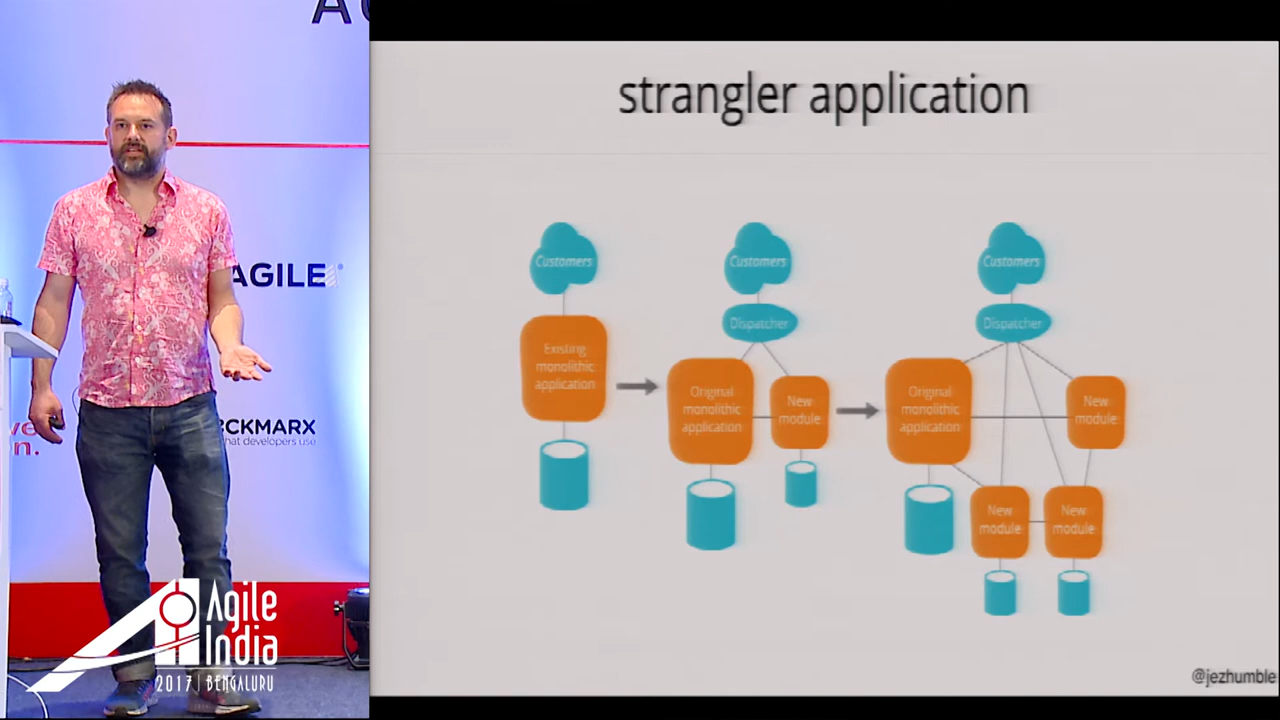 strangler application
Customers
Customers
Customers
Dispatcher
Dispatcher
Existing
monolithic
application
Original
monolithic
application
New
module
Original
monolithic
application
New
module
New
module
New
module
@jezhumble
AGILE
CKMARX
that developers use
n.
Agile
India
2017 | BENGALURU